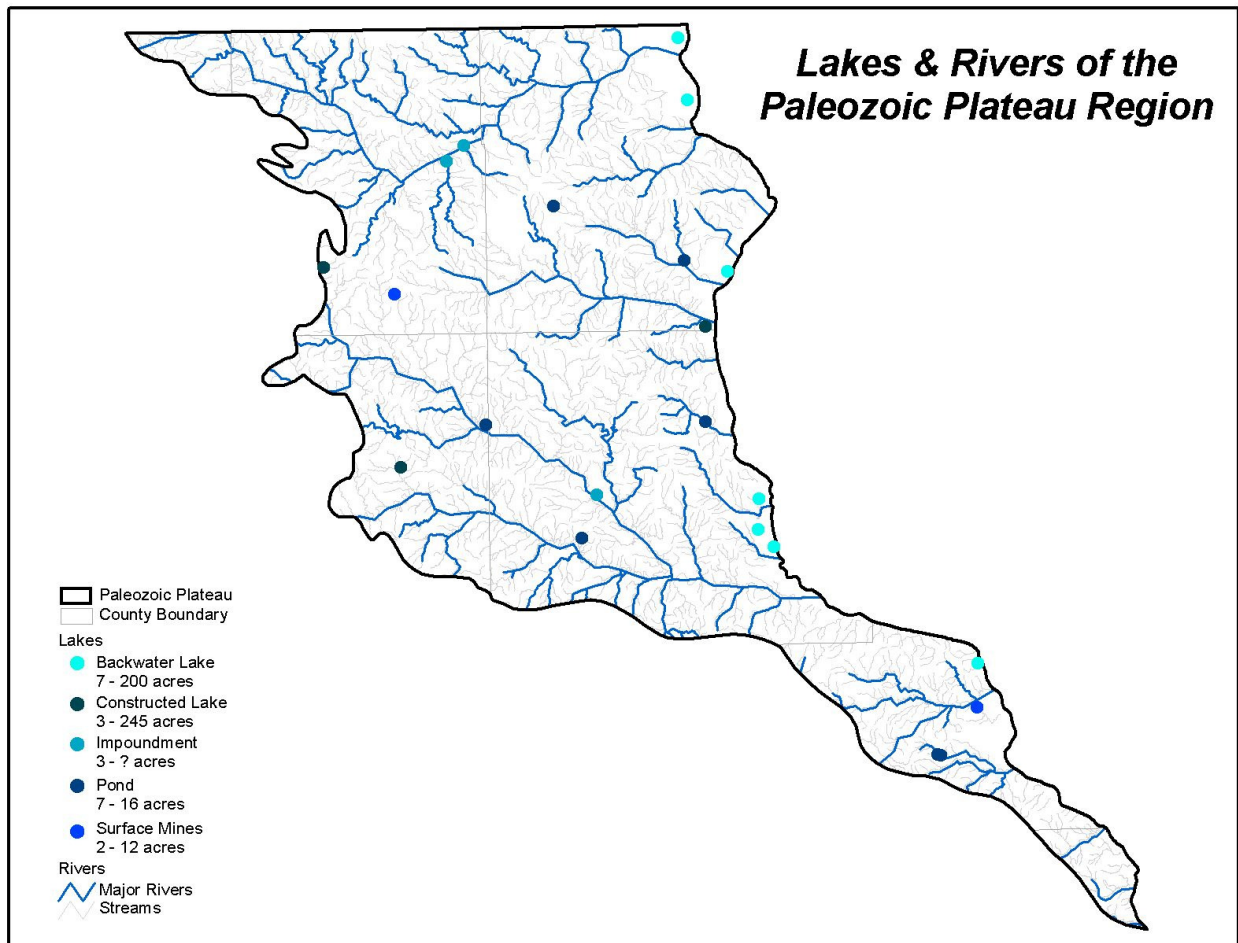 Lakes & Rivers of the
Paleozoic Plateau Region
Paleozoic Plateau
County Boundary
Lakes
Backwater Lake
7 - 200 acres
Constructed Lake
3 - 245 acres
Impoundment
3 - ? acres
Pond
7 - 16 acres
Surface Mines
2 - 12 acres
Rivers
Major Rivers
Streams